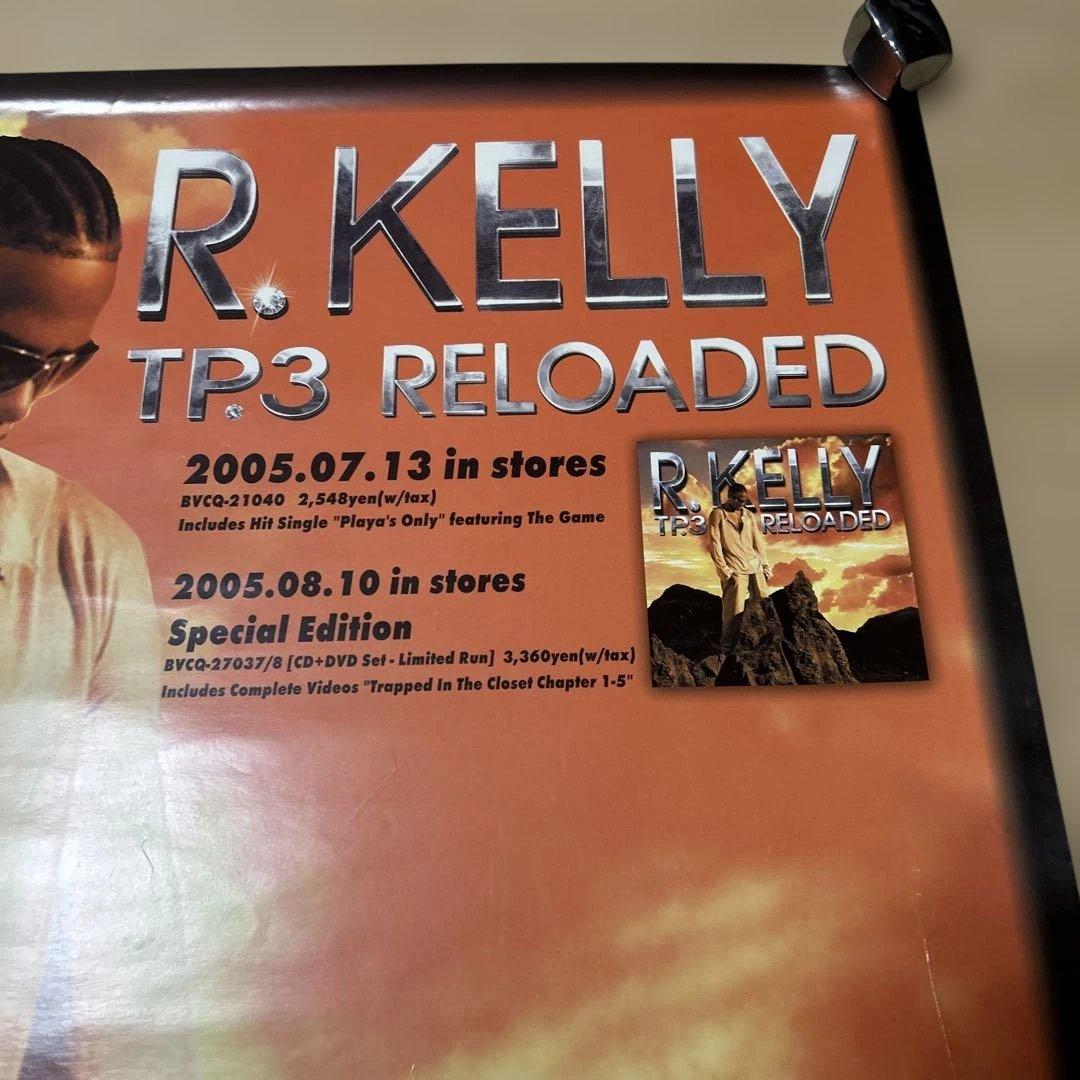 R. KELLY
TP.3 RELOADED
2005.07.13 in stores
BVCQ-21040 2,548yen(w/tax)
Includes Hit Single "Playa's Only" featuring The Game
2005.08.10 in stores
Special Edition
BVCQ-27037/8 [CD+DVD Set - Limited Run] 3,360yen(w/tax)
Includes Complete Videos "Trapped In The Closet Chapter 1-5"
R. KELLY
TP.3 RELOADED